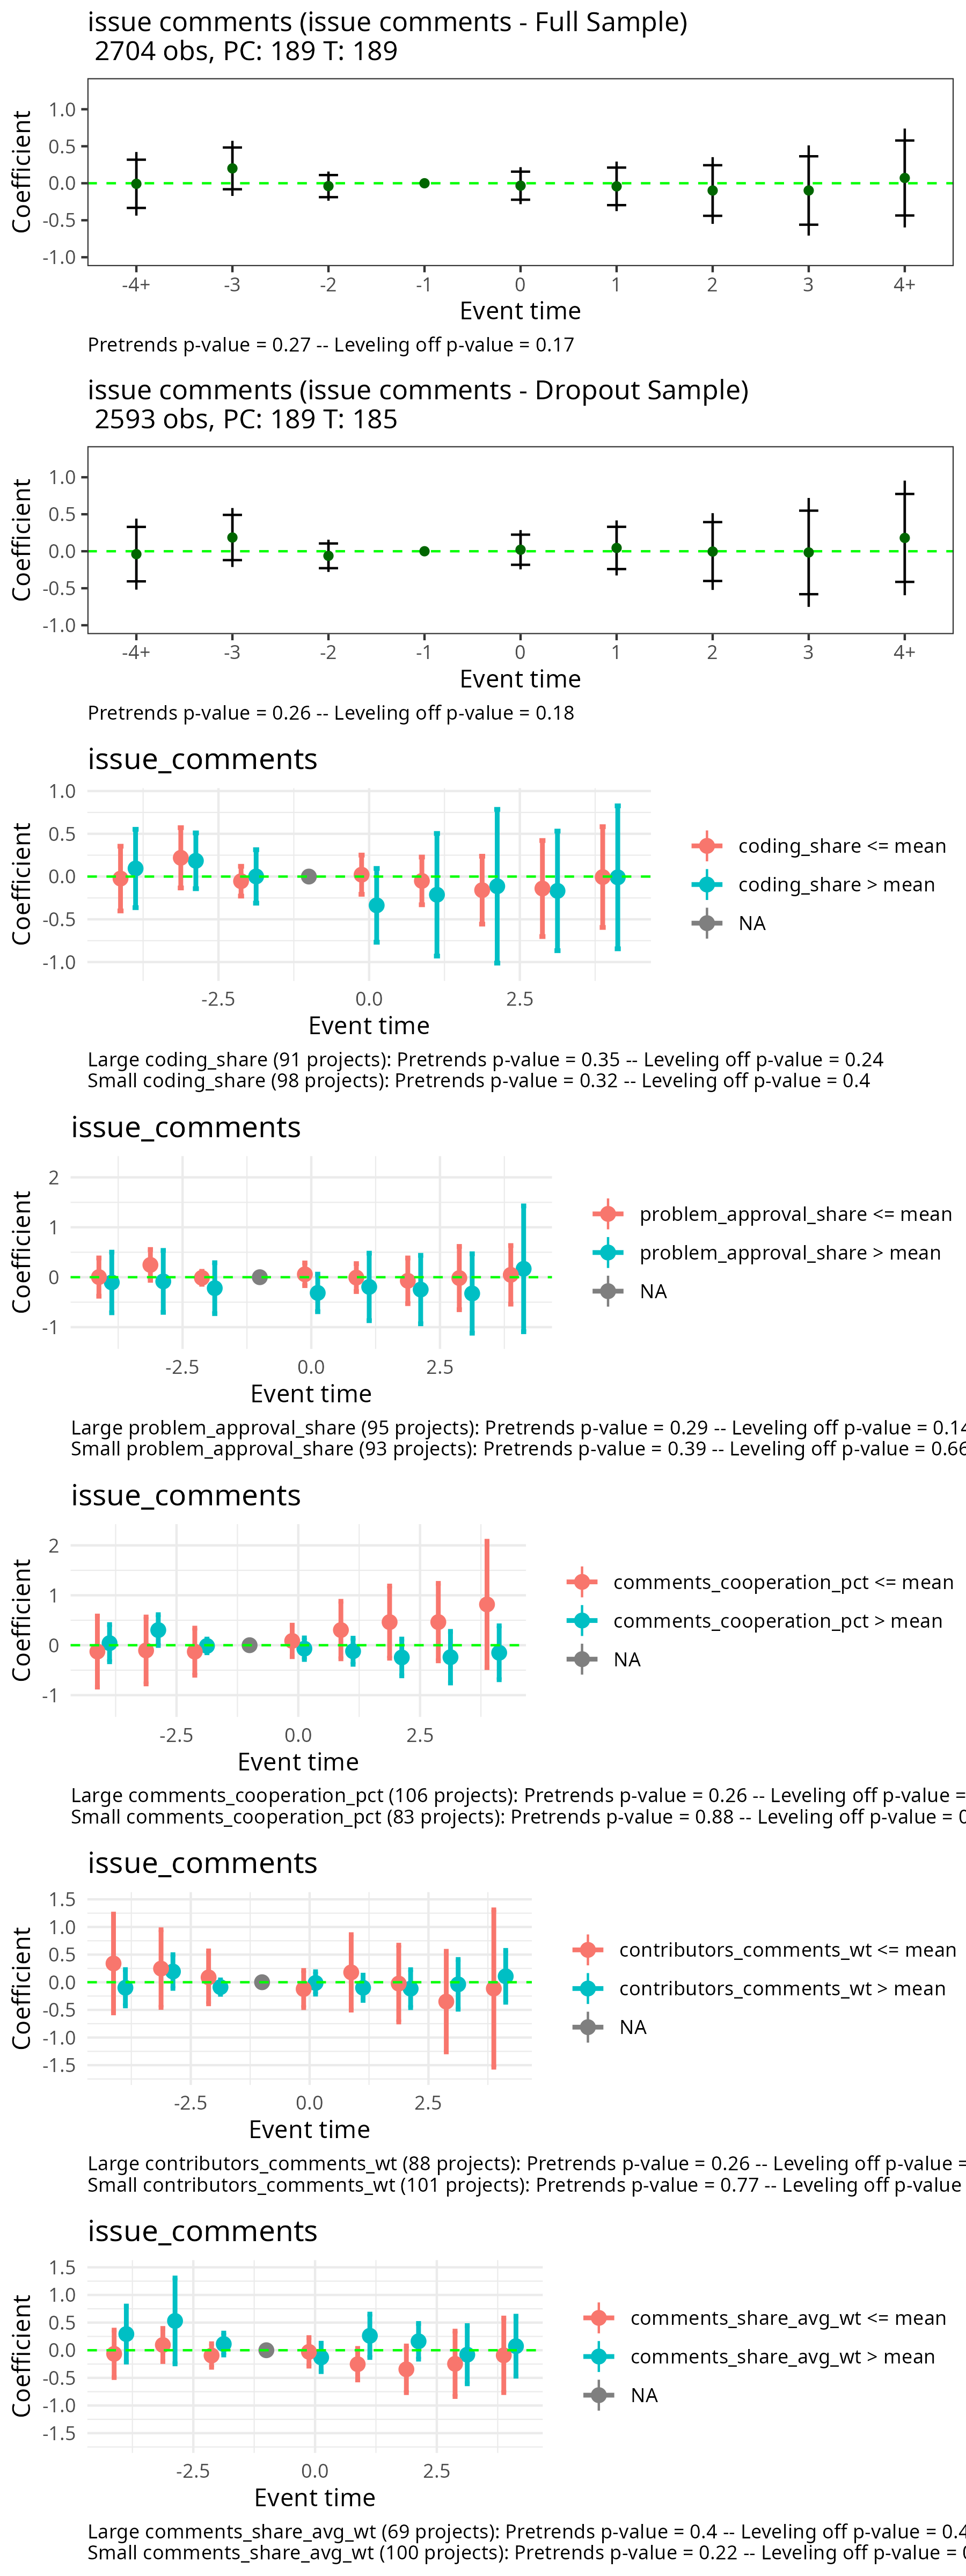 issue comments (issue comments - Full Sample)
2704 obs, PC: 189 T: 189
1.0
0.5
0.0
-0.5
-1.0
Coefficient
-4+ -3 -2 -1 0 1 2 3 4+
Event time
Pretrends p-value = 0.27 -- Leveling off p-value = 0.17
issue comments (issue comments - Dropout Sample)
2593 obs, PC: 189 T: 185
1.0
0.5
0.0
-0.5
-1.0
Coefficient
-4+ -3 -2 -1 0 1 2 3 4+
Event time
Pretrends p-value = 0.26 -- Leveling off p-value = 0.18
issue_comments
1.0
0.5
0.0
-0.5
-1.0
Coefficient
-2.5 0.0 2.5
Event time
coding_share <= mean
coding_share > mean
NA
Large coding_share (91 projects): Pretrends p-value = 0.35 -- Leveling off p-value = 0.24
Small coding_share (98 projects): Pretrends p-value = 0.32 -- Leveling off p-value = 0.4
issue_comments
2
1
0
-1
Coefficient
-2.5 0.0 2.5
Event time
problem_approval_share <= mean
problem_approval_share > mean
NA
Large problem_approval_share (95 projects): Pretrends p-value = 0.29 -- Leveling off p-value = 0.14
Small problem_approval_share (93 projects): Pretrends p-value = 0.39 -- Leveling off p-value = 0.66
issue_comments
2
1
0
-1
Coefficient
-2.5 0.0 2.5
Event time
comments_cooperation_pct <= mean
comments_cooperation_pct > mean
NA
Large comments_cooperation_pct (106 projects): Pretrends p-value = 0.26 -- Leveling off p-value =
Small comments_cooperation_pct (83 projects): Pretrends p-value = 0.88 -- Leveling off p-value = 0
issue_comments
1.5
1.0
0.5
0.0
-0.5
-1.0
-1.5
Coefficient
-2.5 0.0 2.5
Event time
contributors_comments_wt <= mean
contributors_comments_wt > mean
NA
Large contributors_comments_wt (88 projects): Pretrends p-value = 0.26 -- Leveling off p-value =
Small contributors_comments_wt (101 projects): Pretrends p-value = 0.77 -- Leveling off p-value
issue_comments
1.5
1.0
0.5
0.0
-0.5
-1.0
-1.5
Coefficient
-2.5 0.0 2.5
Event time
comments_share_avg_wt <= mean
comments_share_avg_wt > mean
NA
Large comments_share_avg_wt (69 projects): Pretrends p-value = 0.4 -- Leveling off p-value = 0.4
Small comments_share_avg_wt (100 projects): Pretrends p-value = 0.22 -- Leveling off p-value =